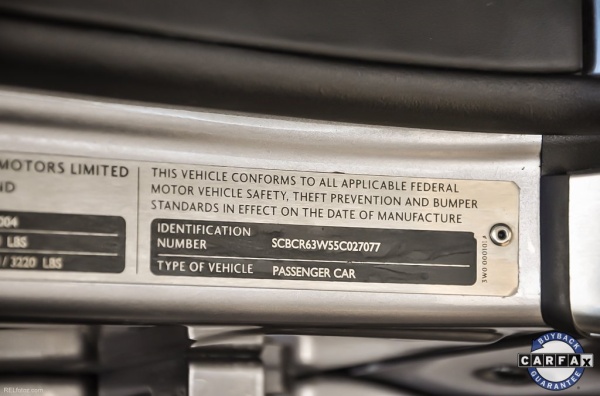 MOTORS LIMITED
ND
004
LBS
/ 3220 LBS
THIS VEHICLE CONFORMS TO ALL APPLICABLE FEDERAL
MOTOR VEHICLE SAFETY, THEFT PREVENTION AND BUMPER
STANDARDS IN EFFECT ON THE DATE OF MANUFACTURE
IDENTIFICATION
NUMBER SCBCR63W55C027077
TYPE OF VEHICLE PASSENGER CAR
BUYBACK
CARFAX
GUARANTEE